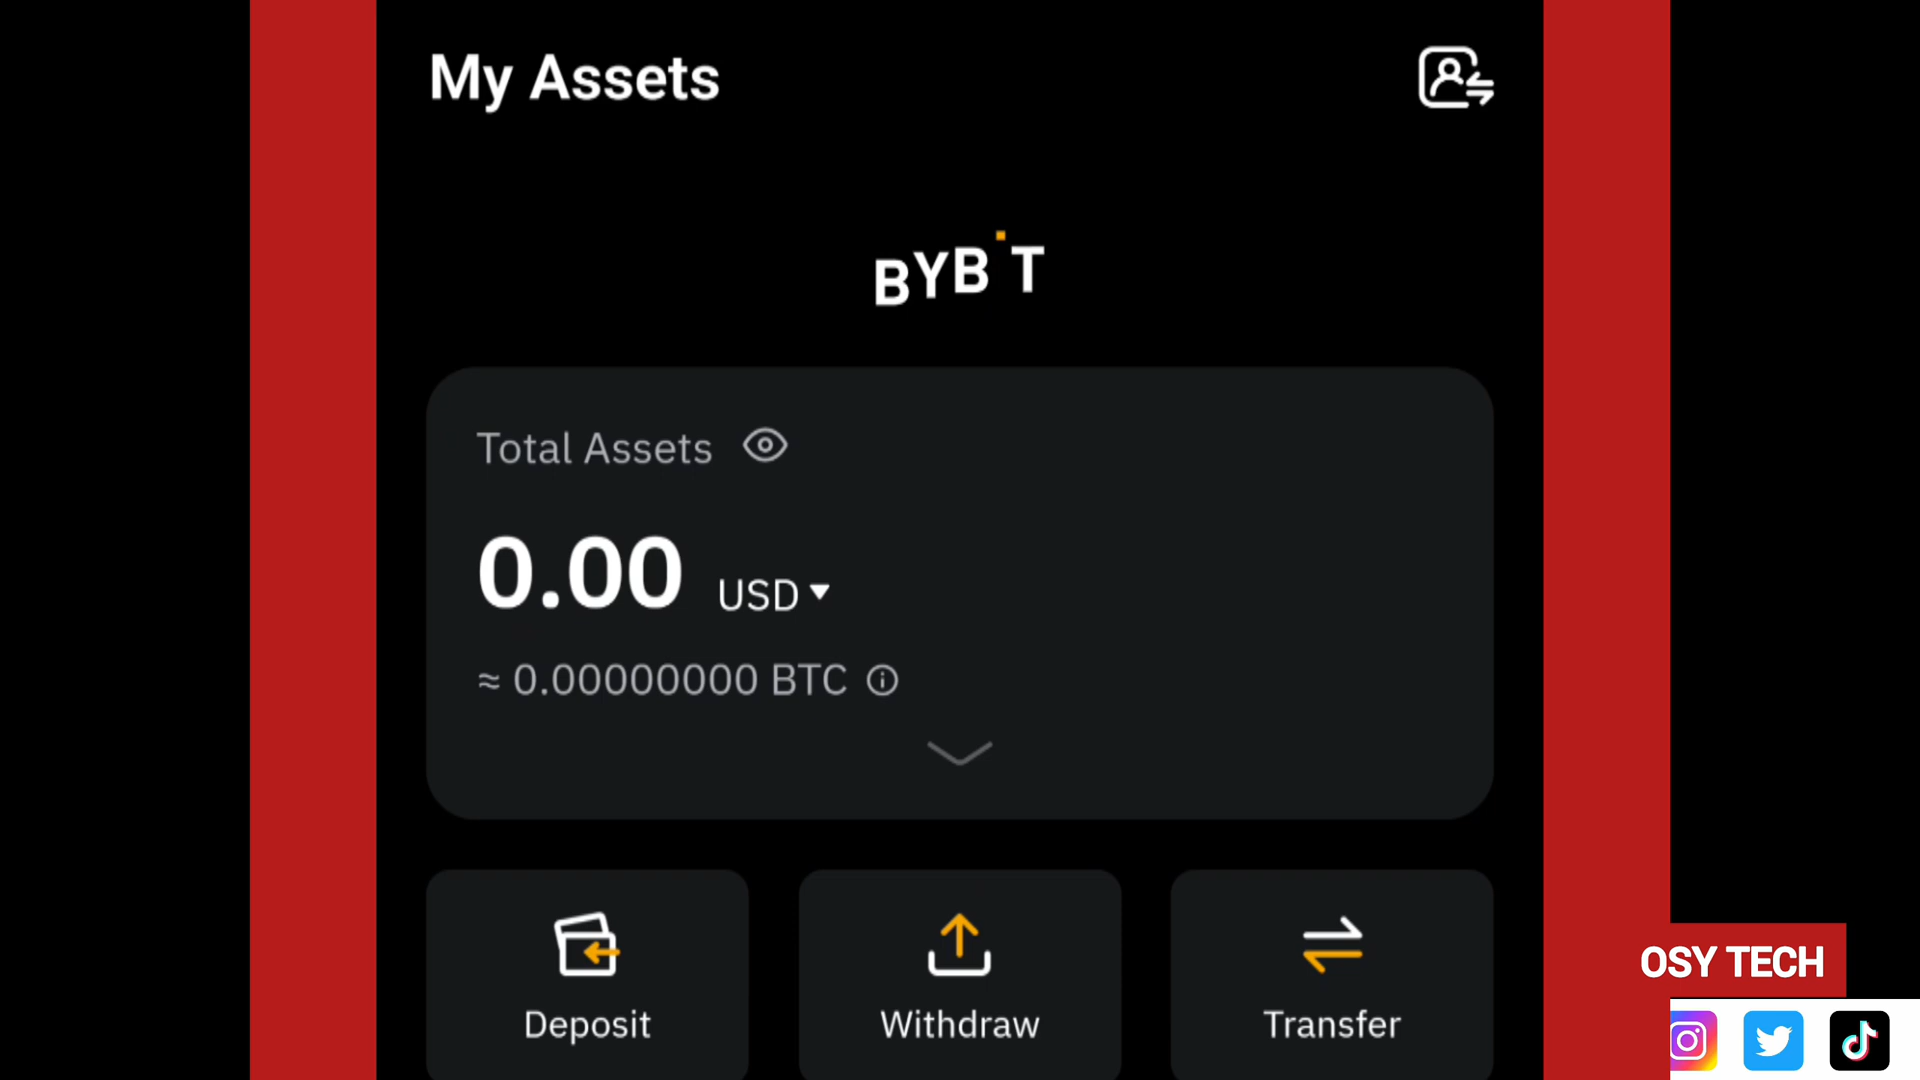 My Assets
BYBIT
Total Assets
0.00 USD
≈ 0.00000000 BTC
Deposit
Withdraw
Transfer
OSY TECH